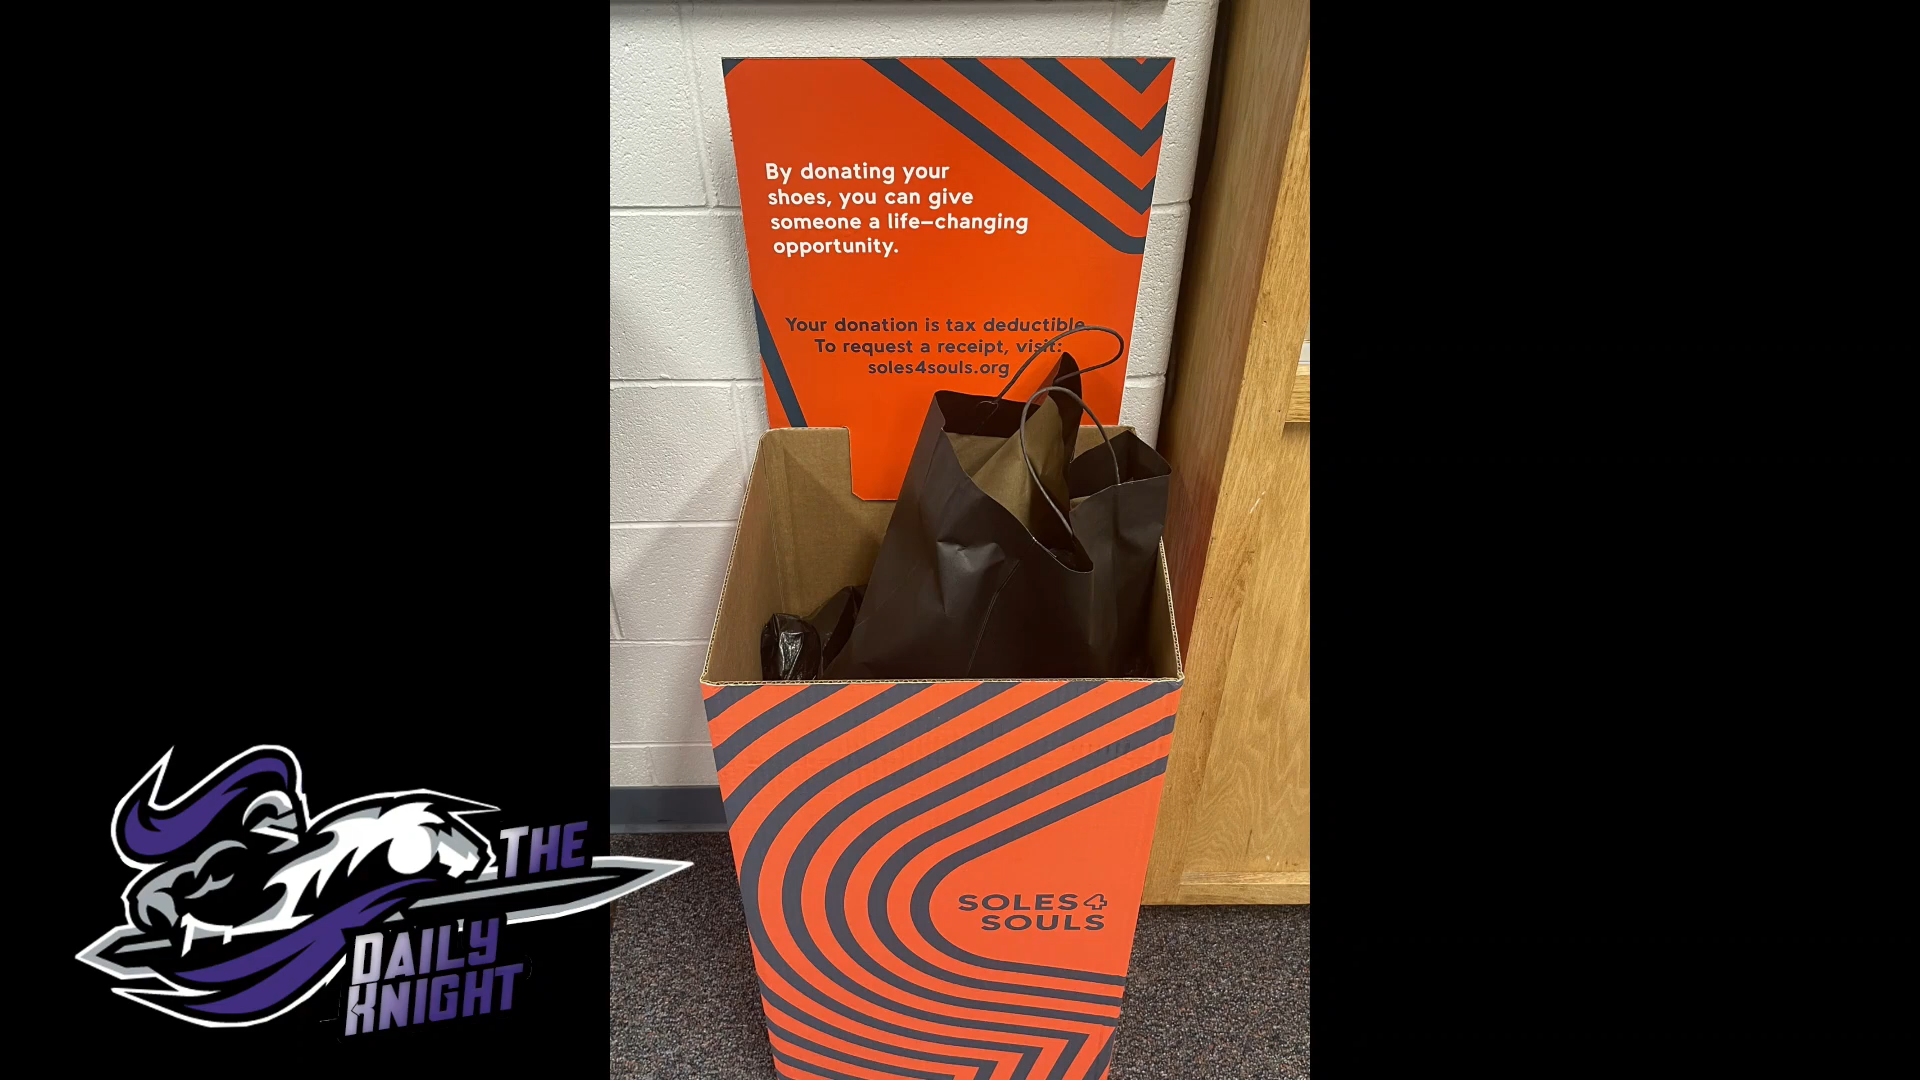 By donating your
shoes, you can give
someone a life–changing
opportunity.
Your donation is tax deductible.
To request a receipt, visit:
soles4souls.org
SOLES4
SOULS
THE
DAILY
KNIGHT